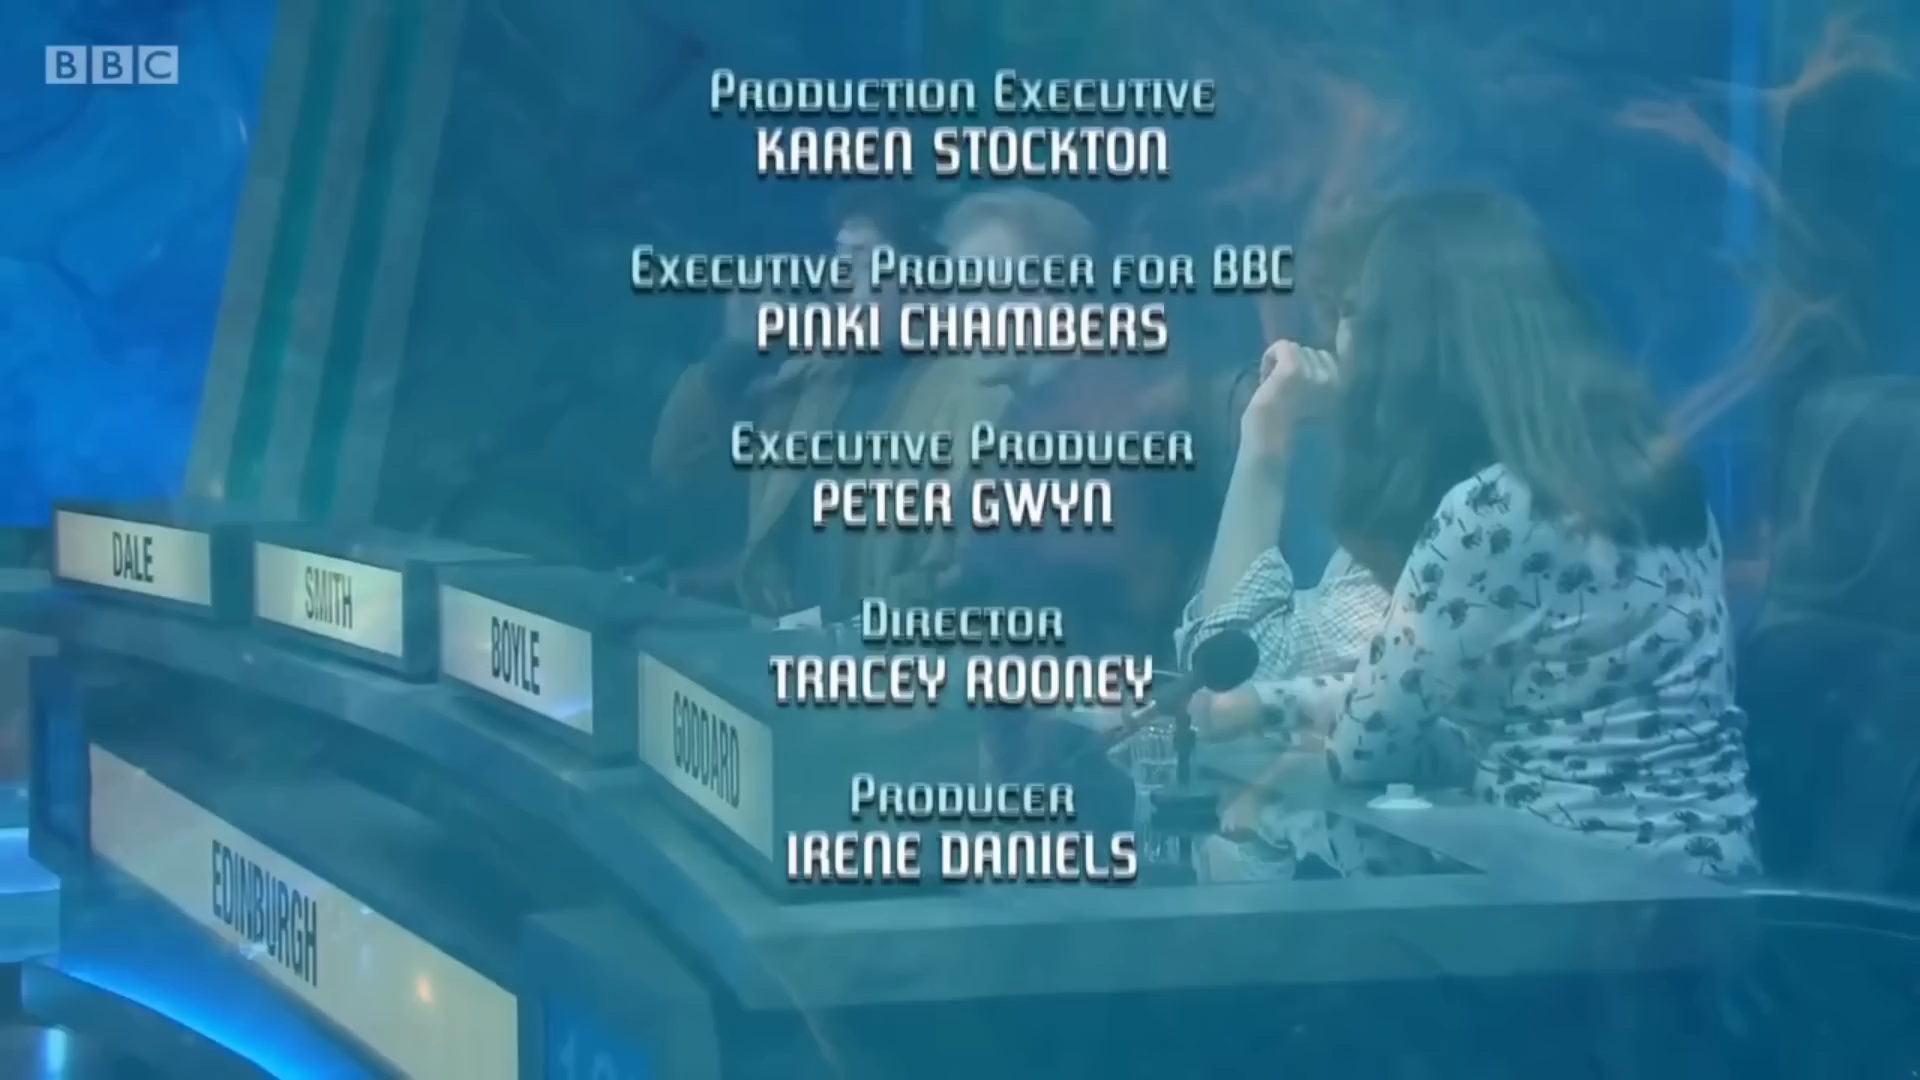 BBC
PRODUCTION EXECUTIVE
KAREN STOCKTON
EXECUTIVE PRODUCER FOR BBC
PINKI CHAMBERS
EXECUTIVE PRODUCER
PETER GWYN
DIRECTOR
TRACEY ROONEY
PRODUCER
IRENE DANIELS
DALE
SMITH
BOYLE
GODDARD
EDINBURGH